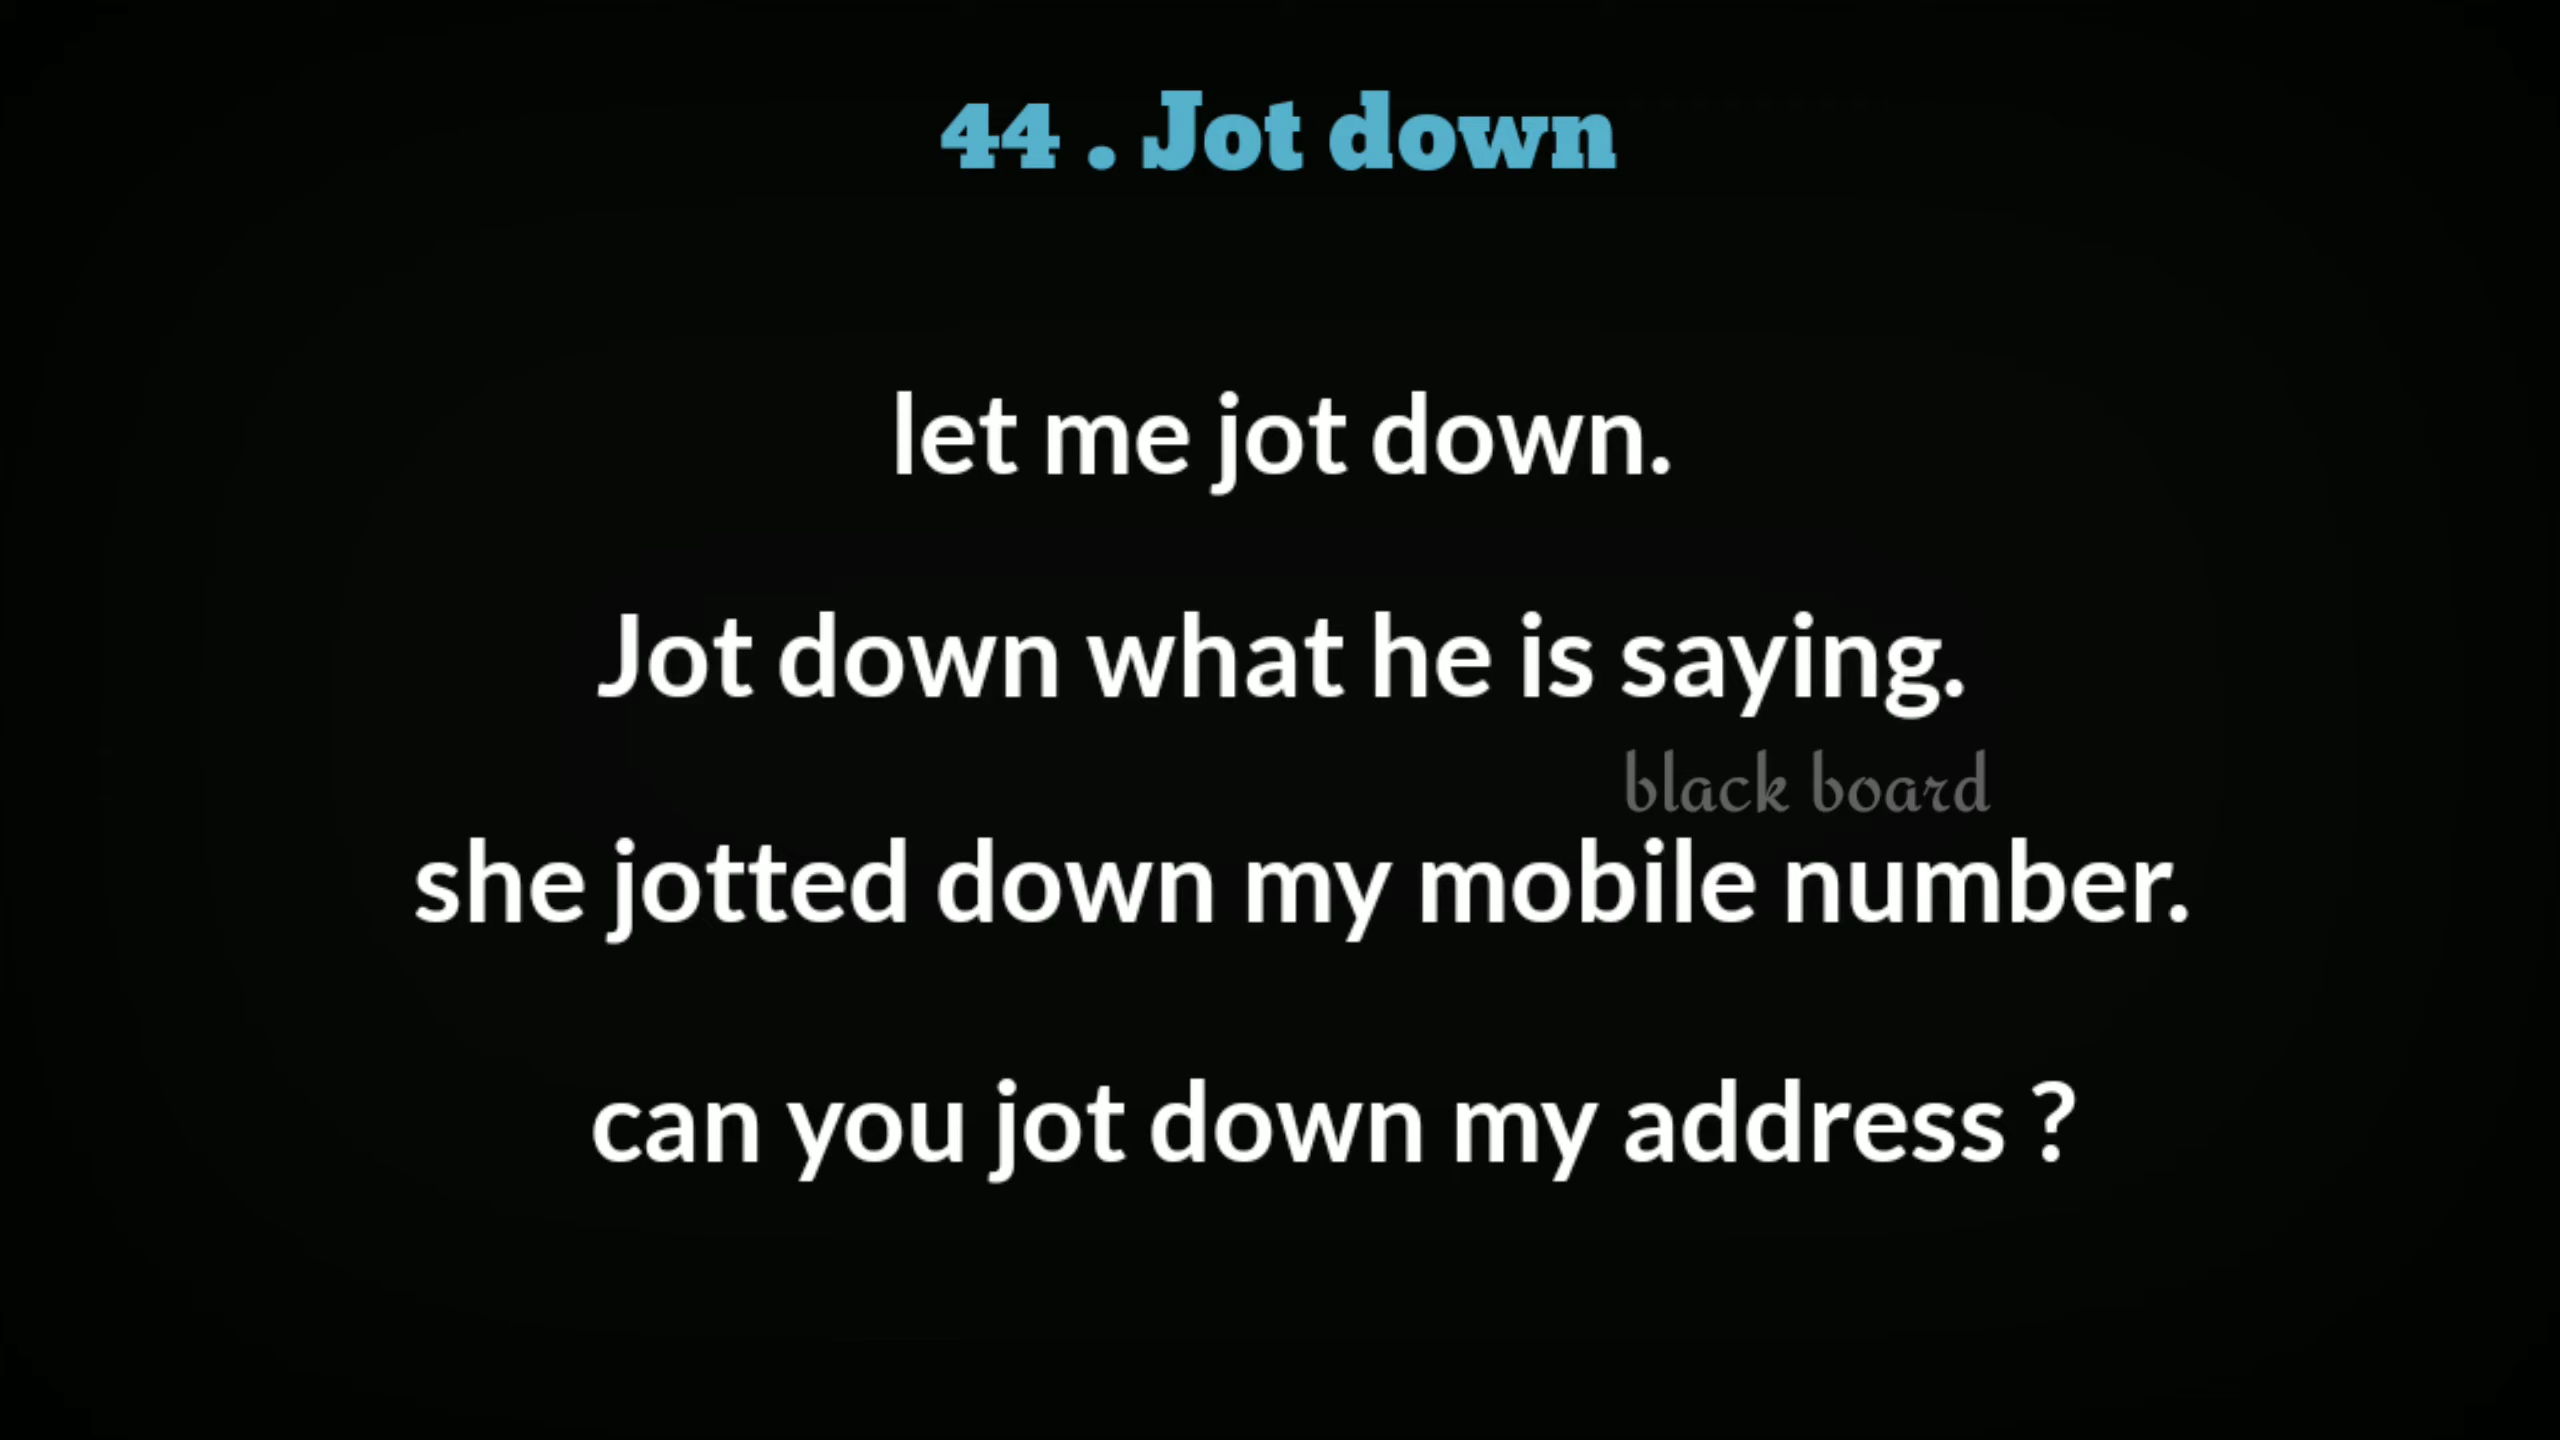 44 . Jot down
let me jot down.
Jot down what he is saying.
black board
she jotted down my mobile number.
can you jot down my address ?